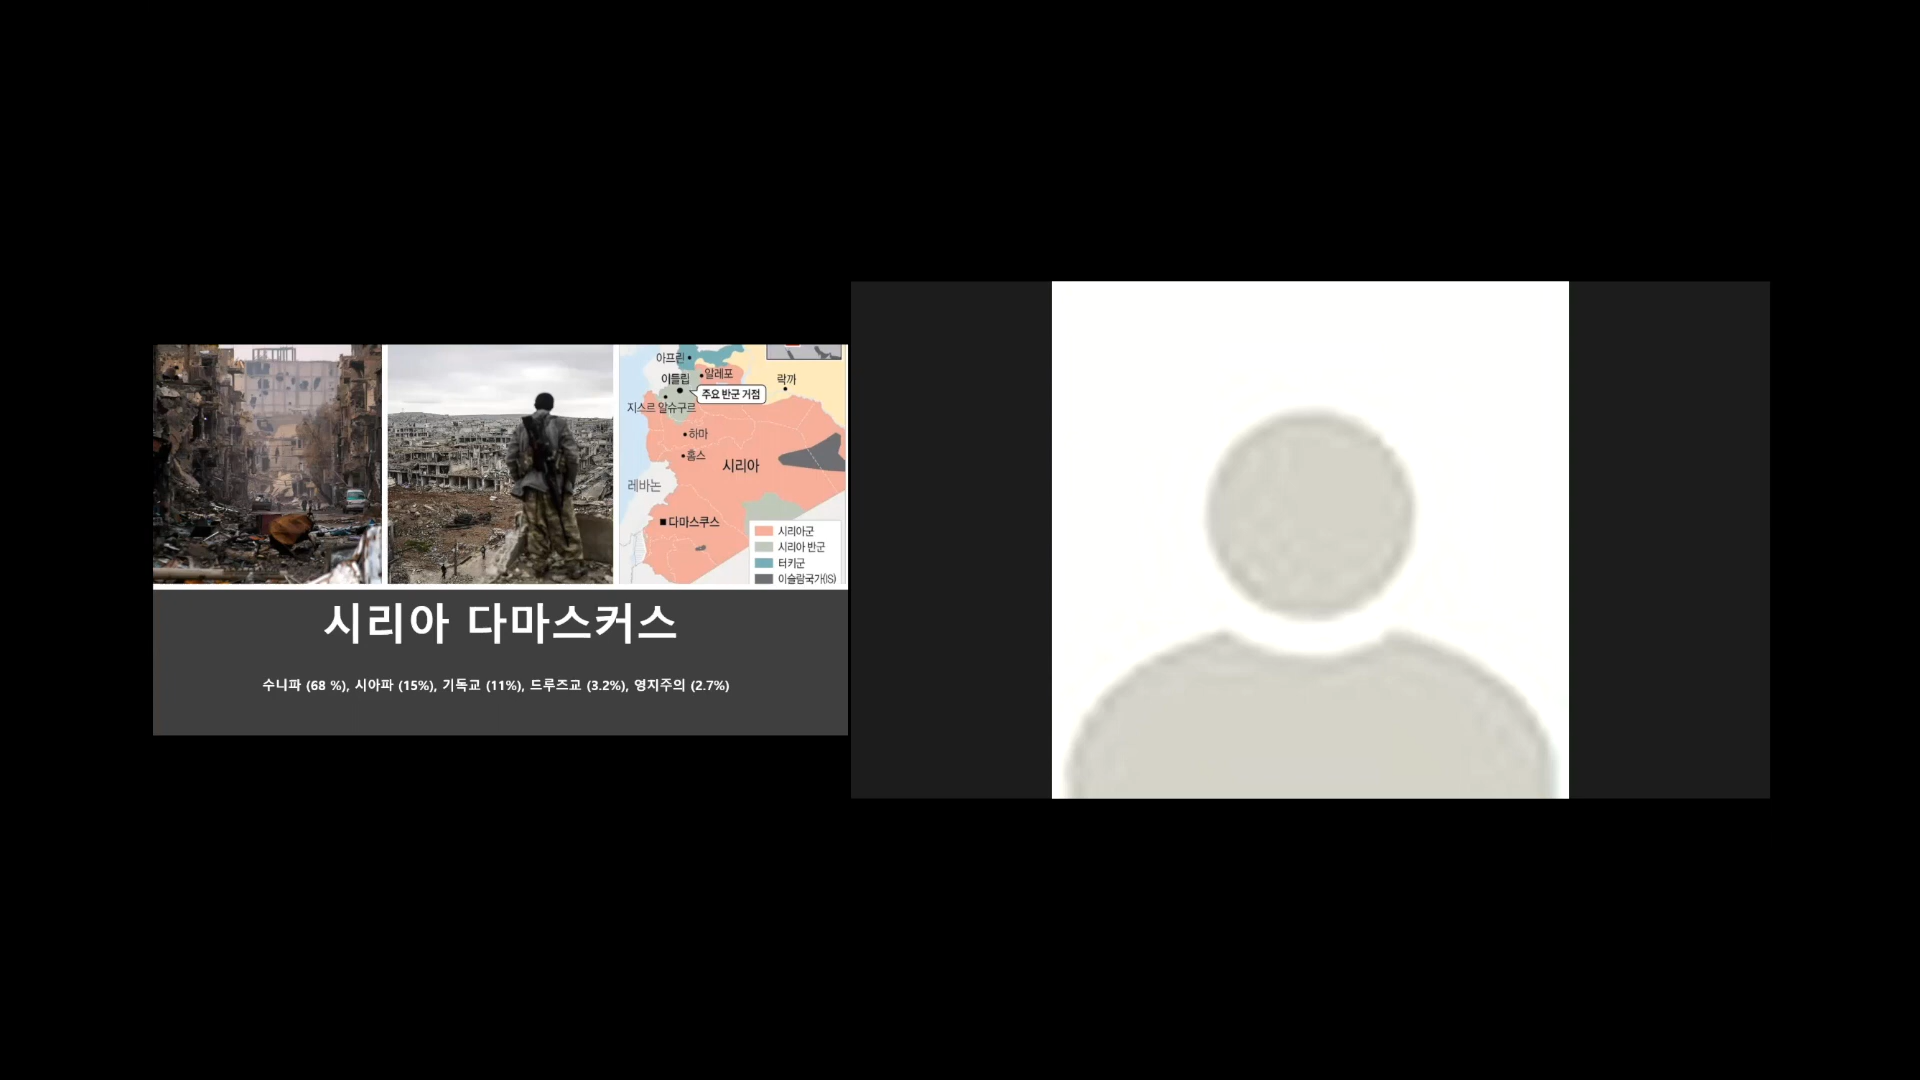 아프린
알레포
이들립
락까
주요 반군 거점
지스르 알슈구르
하마
홈스
시리아
레바논
다마스쿠스
시리아군
시리아 반군
터키군
이슬람국가(IS)
시리아 다마스커스
수니파 (68 %), 시아파 (15%), 기독교 (11%), 드루즈교 (3.2%), 영지주의 (2.7%)